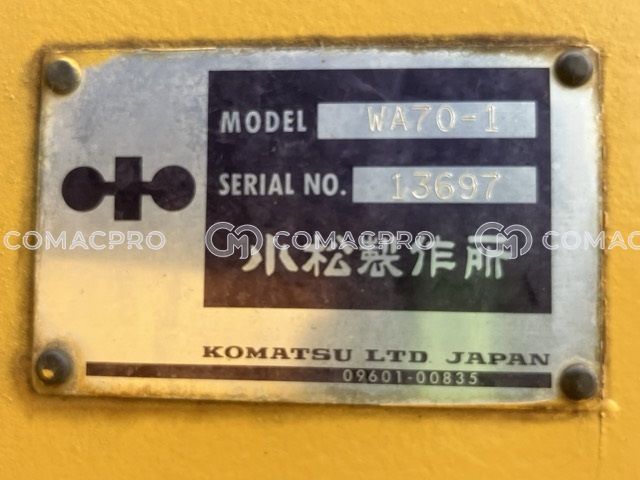 MODEL WA70-1
SERIAL NO. 13697
COMACPRO COMACPRO COMAC
小松製作所
KOMATSU LTD. JAPAN
09601-00835